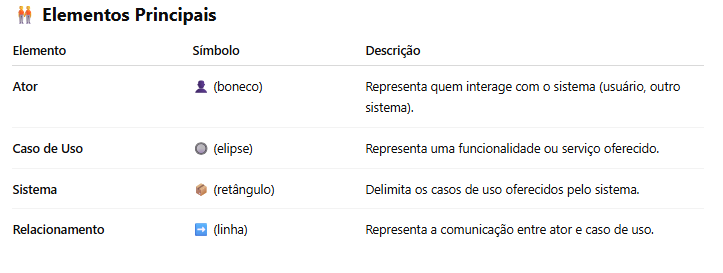 🧑‍🤝‍🧑 Elementos Principais
Elemento Símbolo Descrição
Ator 👤 (boneco) Representa quem interage com o sistema (usuário, outro
sistema).
Caso de Uso 🔘 (elipse) Representa uma funcionalidade ou serviço oferecido.
Sistema 📦 (retângulo) Delimita os casos de uso oferecidos pelo sistema.
Relacionamento ➡️ (linha) Representa a comunicação entre ator e caso de uso.